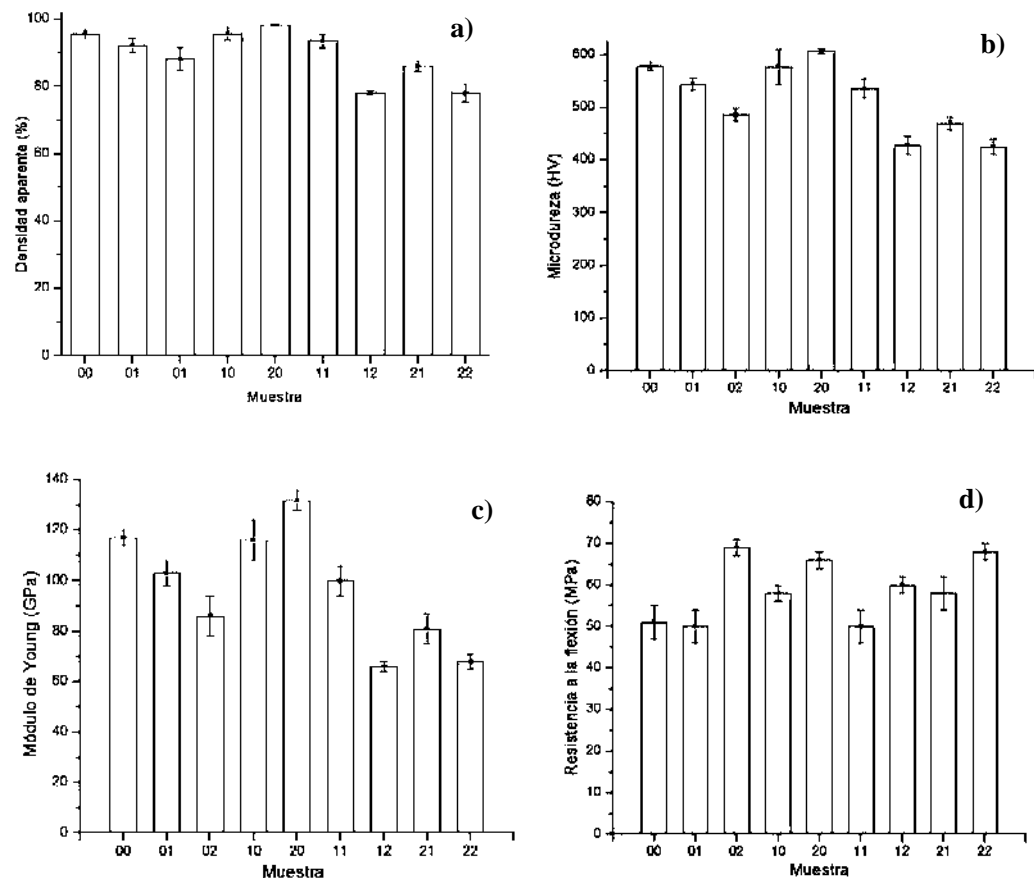 a)
Densidad aparente (%)
100
80
60
40
20
0
00 01 01 10 20 11 12 21 22
Muestra
b)
Microdureza (HV)
600
500
400
300
200
100
0
00 01 02 10 20 11 12 21 22
Muestra
c)
Módulo de Young (GPa)
140
120
100
80
60
40
20
0
00 01 02 10 20 11 12 21 22
Muestra
d)
Resistencia a la flexión (MPa)
80
70
60
50
40
30
20
10
0
00 01 02 10 20 11 12 21 22
Muestra